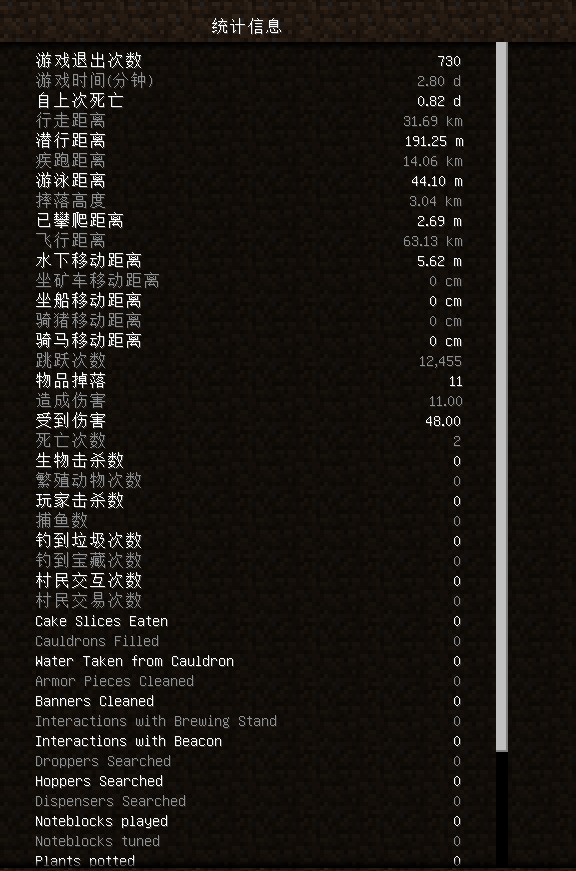 统计信息
游戏退出次数 730
游戏时间(分钟) 2.80 d
自上次死亡 0.82 d
行走距离 31.69 km
潜行距离 191.25 m
疾跑距离 14.06 km
游泳距离 44.10 m
摔落高度 3.04 km
已攀爬距离 2.69 m
飞行距离 63.13 km
水下移动距离 5.62 m
坐矿车移动距离 0 cm
坐船移动距离 0 cm
骑猪移动距离 0 cm
骑马移动距离 0 cm
跳跃次数 12,455
物品掉落 11
造成伤害 11.00
受到伤害 48.00
死亡次数 2
生物击杀数 0
繁殖动物次数 0
玩家击杀数 0
捕鱼数 0
钓到垃圾次数 0
钓到宝藏次数 0
村民交互次数 0
村民交易次数 0
Cake Slices Eaten 0
Cauldrons Filled 0
Water Taken from Cauldron 0
Armor Pieces Cleaned 0
Banners Cleaned 0
Interactions with Brewing Stand 0
Interactions with Beacon 0
Droppers Searched 0
Hoppers Searched 0
Dispensers Searched 0
Noteblocks played 0
Noteblocks tuned 0
Plants potted 0